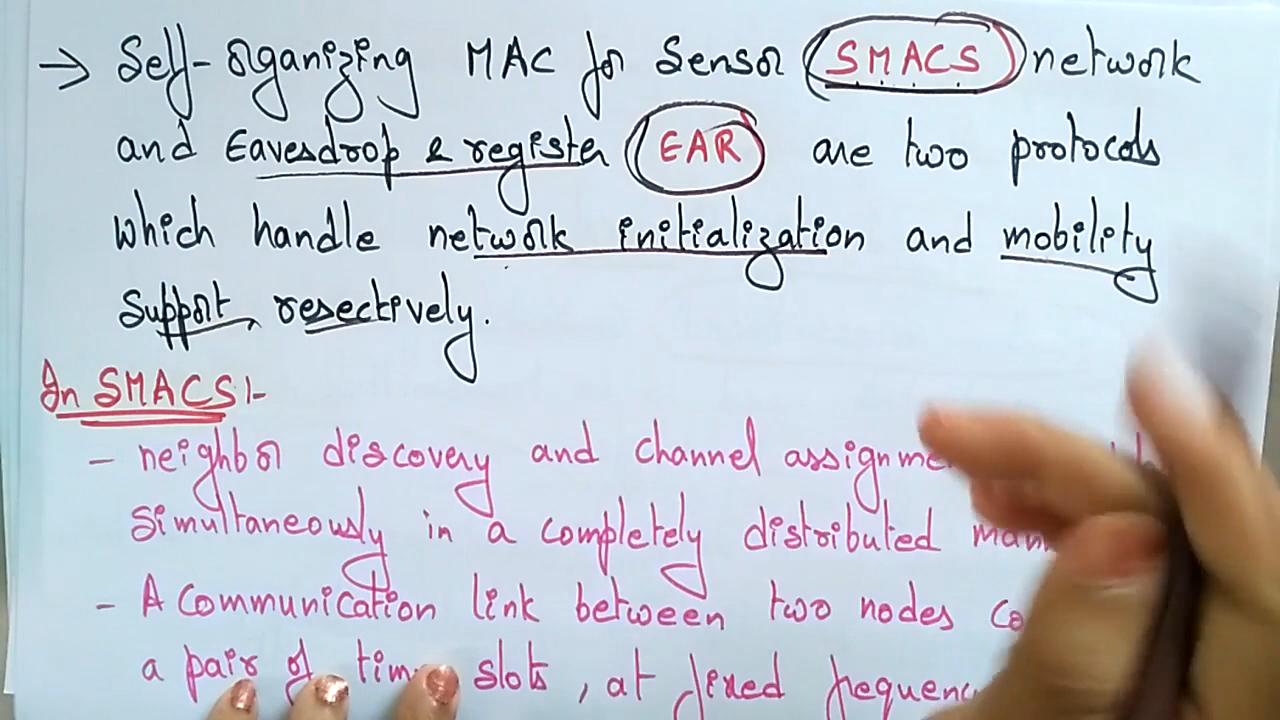 → Self-organizing MAC for Sensor (SMACS) network
and Eavesdrop & register (EAR) are two protocols
which handle network initialization and mobility
Support, resectively.
In SMACS:-
- neighbor discovery and channel
simultaneously in a completely distributed
- A communication link between two nodes
a pair of slots, at fixed